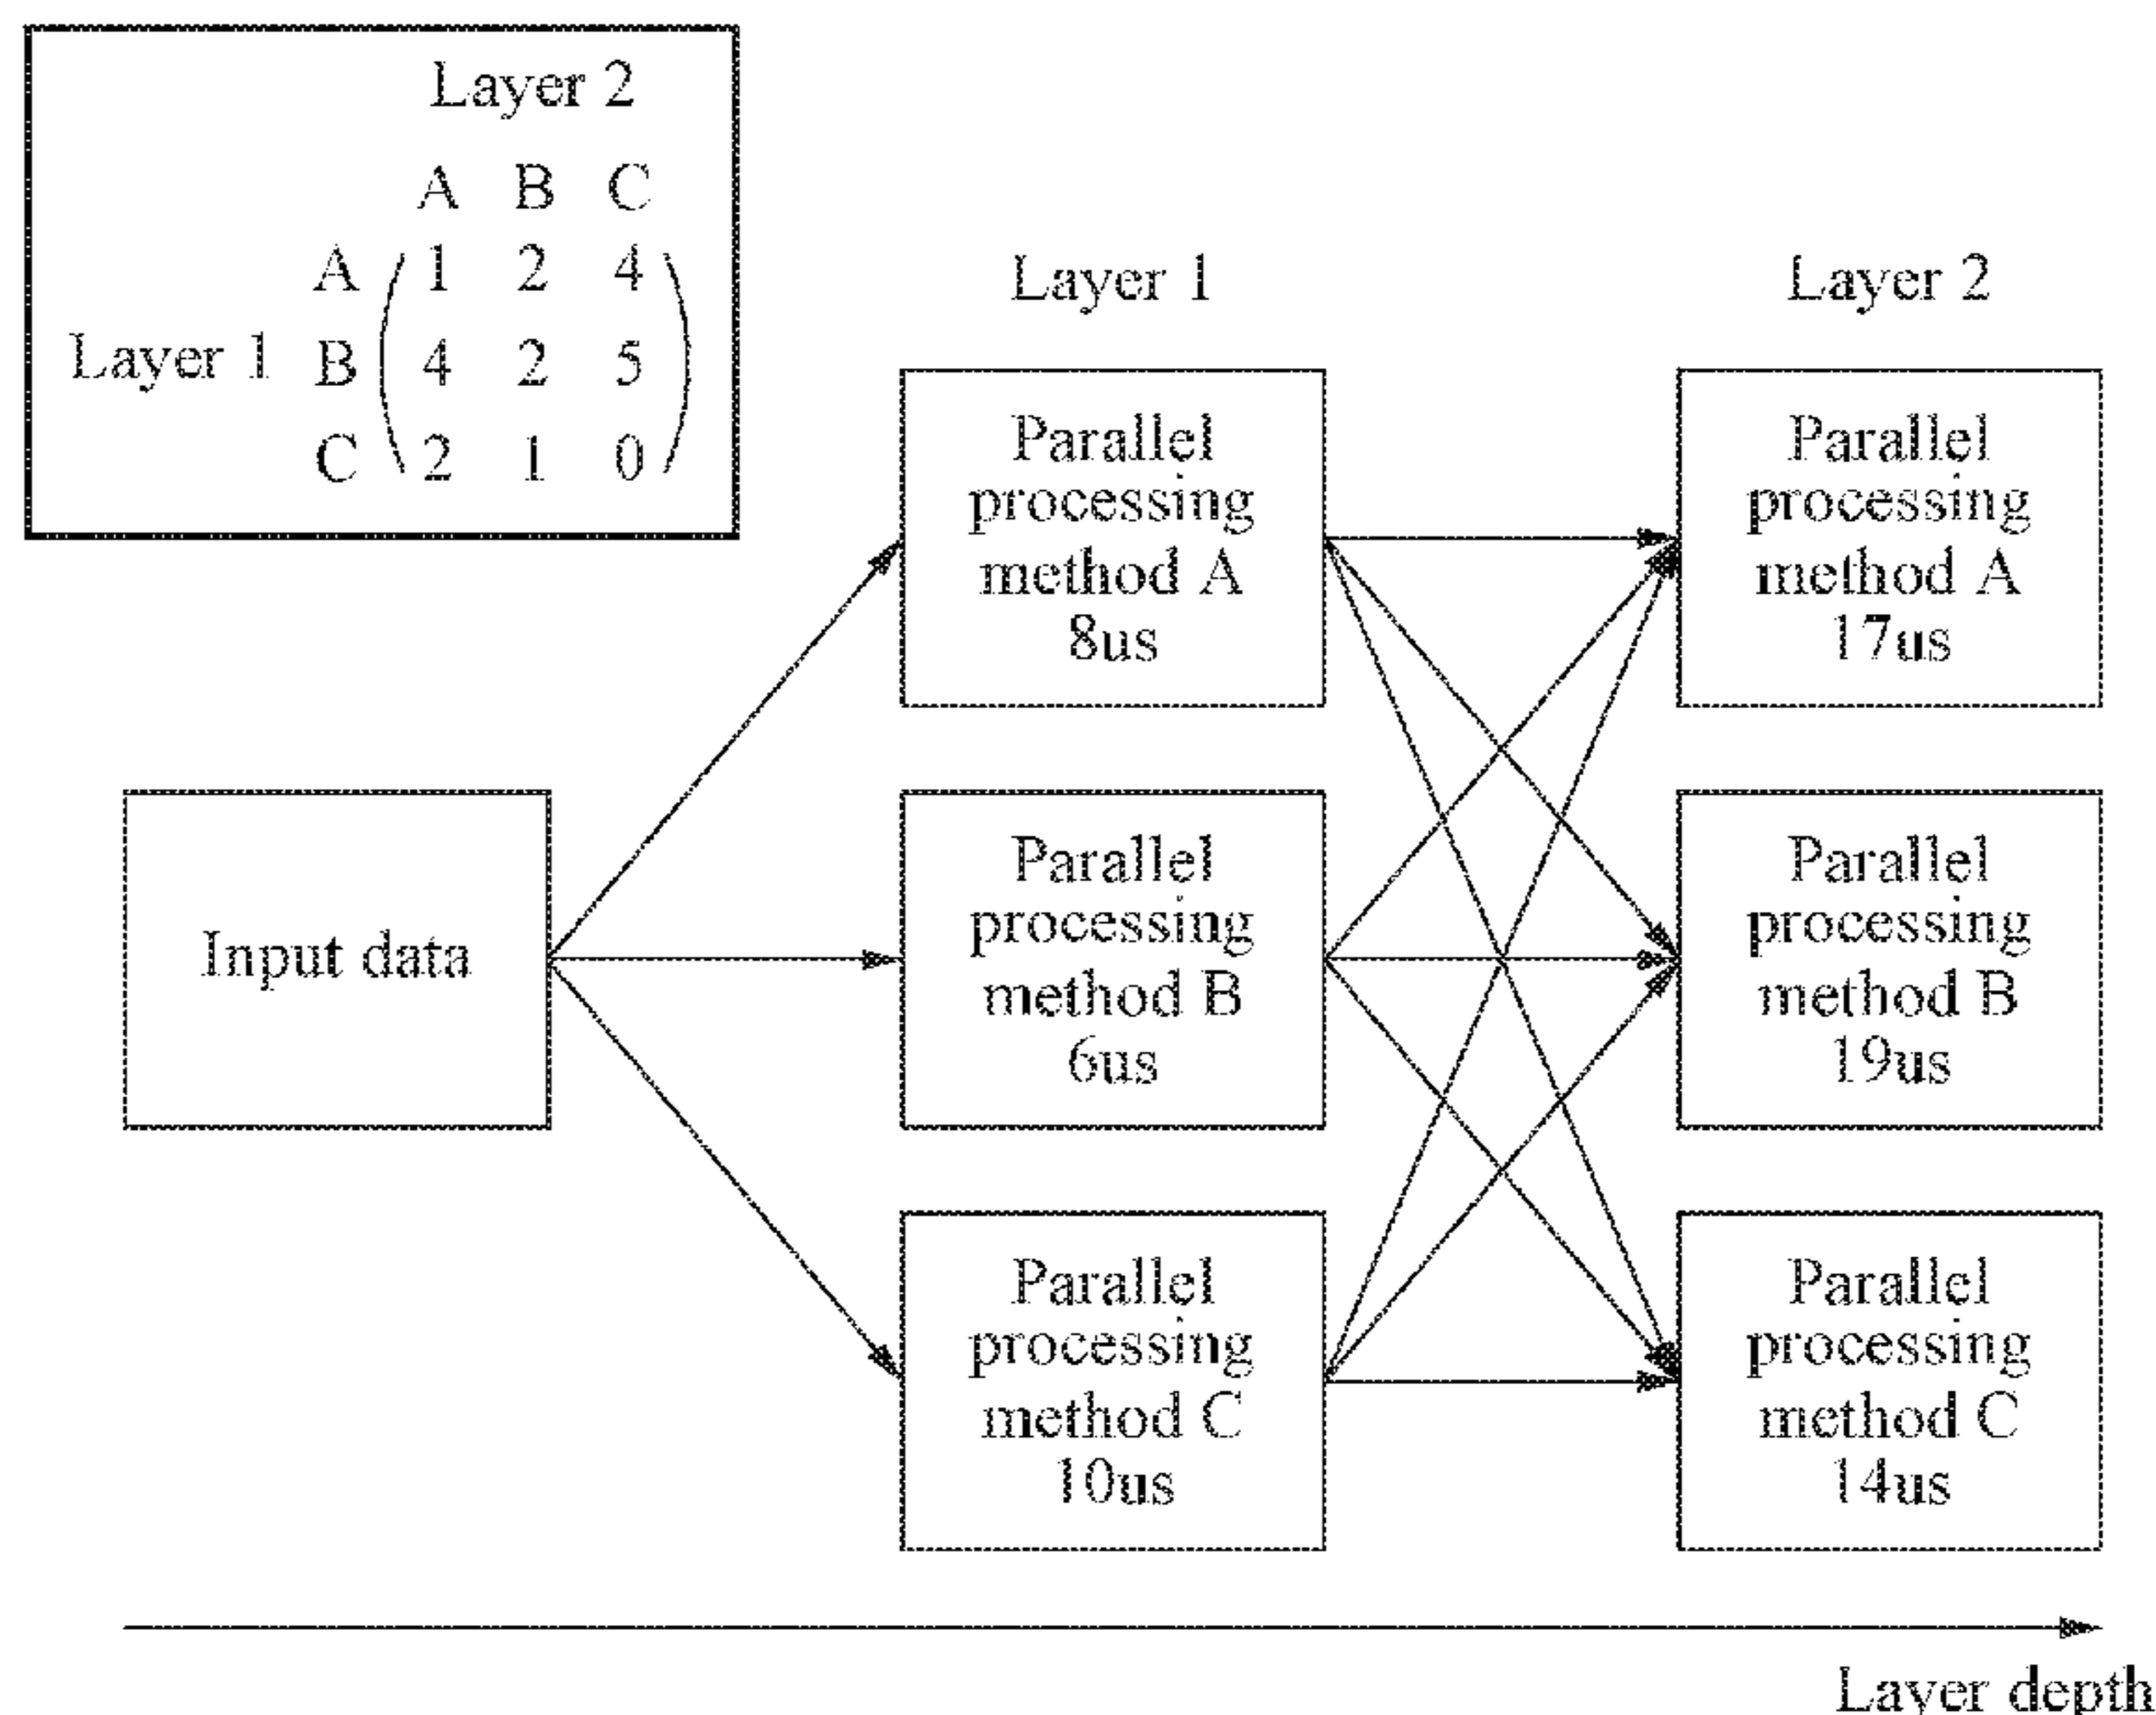 Layer 2
A B C
A 1 2 4
Layer 1 B 4 2 5
C 2 1 0
Layer 1
Layer 2
Parallel
processing
method A
8us
Parallel
processing
method A
17us
Input data
Parallel
processing
method B
6us
Parallel
processing
method B
19us
Parallel
processing
method C
10us
Parallel
processing
method C
14us
Layer depth